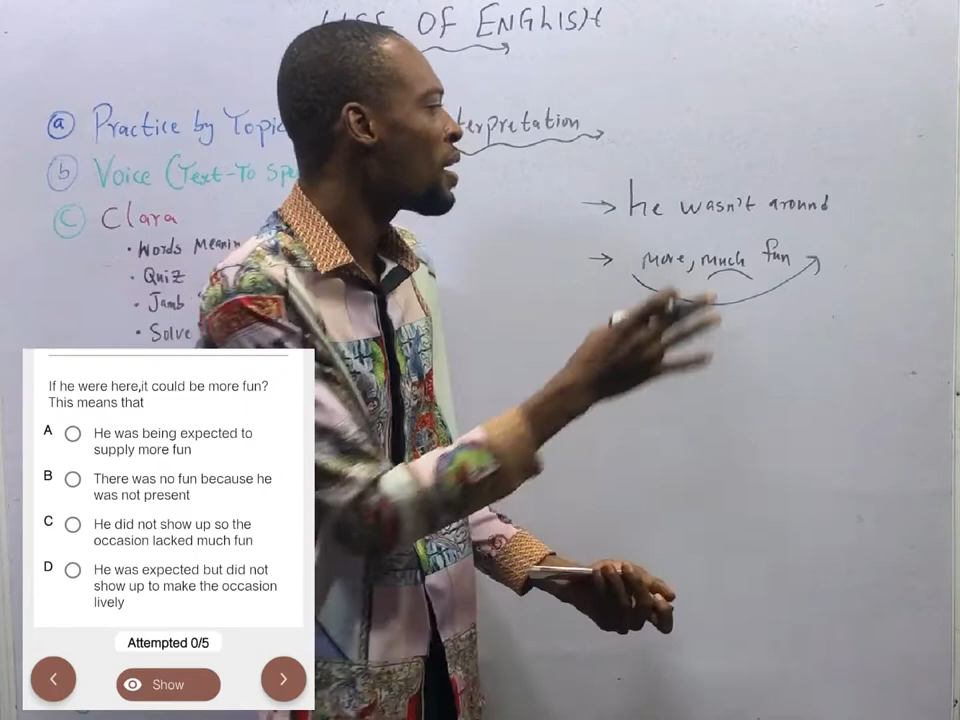 OF ENGLISH
(a) Practice by Topic
(b) Voice (Text-To
(c) Clara
• Words
• Quiz
• Jamb
• Solve
→ he wasn't around
→ More, much fun
If he were here,it could be more fun?
This means that
A He was being expected to
supply more fun
B There was no fun because he
was not present
C He did not show up so the
occasion lacked much fun
D He was expected but did not
show up to make the occasion
lively
Attempted 0/5
< Show >